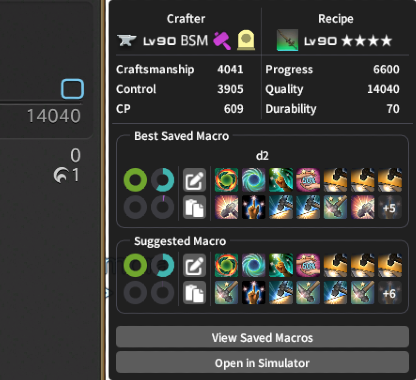 14040
0
1
Crafter
Recipe
Lv90 BSM
Lv90 ★★★★
Craftsmanship 4041
Progress 6600
Control 3905
Quality 14040
CP 609
Durability 70
Best Saved Macro
d2
+5
Suggested Macro
+6
View Saved Macros
Open in Simulator